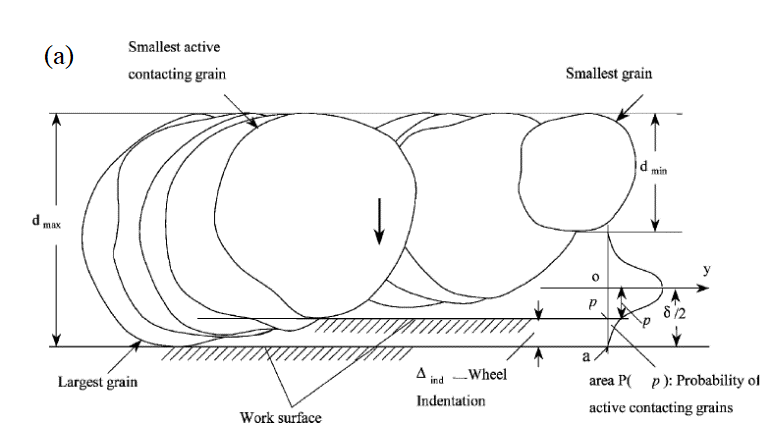 (a)
Smallest active
contacting grain
Smallest grain
d max
d min
y
o
p
p
δ/2
a
Δ ind — Wheel
Indentation
area P( p): Probability of
active contacting grains
Largest grain
Work surface